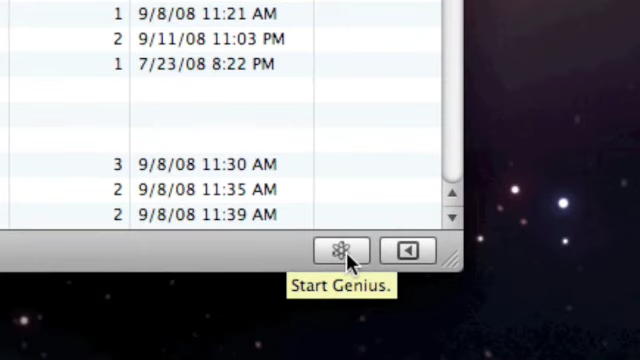 1 9/8/08 11:21 AM
2 9/11/08 11:03 PM
1 7/23/08 8:22 PM
3 9/8/08 11:30 AM
2 9/8/08 11:35 AM
2 9/8/08 11:39 AM
Start Genius.